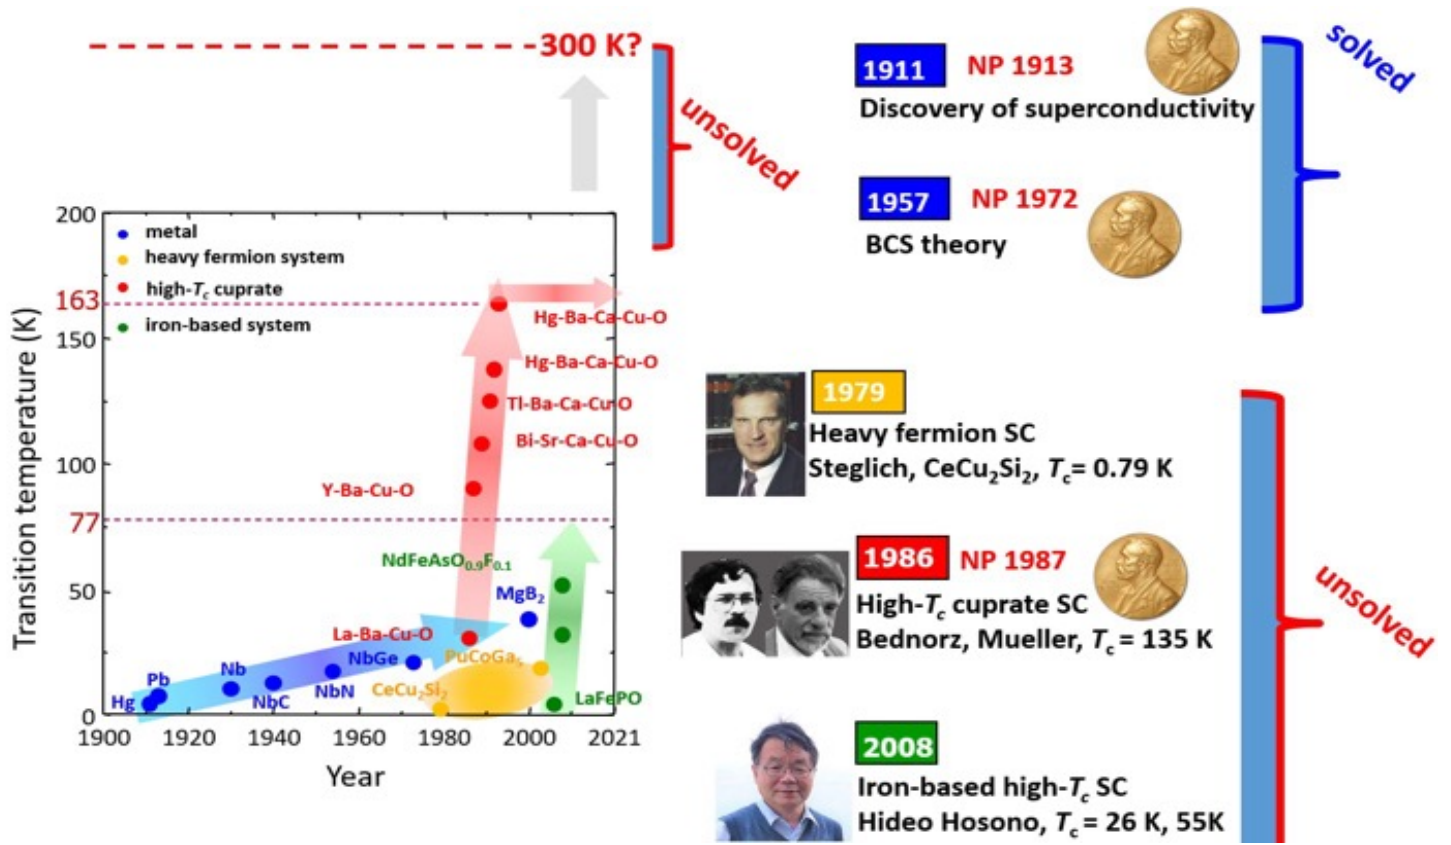 300 K?
unsolved
200
163
150
100
77
50
0
Transition temperature (K)
1900 1920 1940 1960 1980 2000 2021
Year
metal
heavy fermion system
high-Tc cuprate
iron-based system
Hg-Ba-Ca-Cu-O
Hg-Ba-Ca-Cu-O
Tl-Ba-Ca-Cu-O
Bi-Sr-Ca-Cu-O
Y-Ba-Cu-O
NdFeAsO0.9F0.1
MgB2
La-Ba-Cu-O
NbGe
PuCoGa5
Pb
Nb
Hg
NbC
NbN
CeCu2Si2
LaFePO
1911 NP 1913
Discovery of superconductivity
1957 NP 1972
BCS theory
solved
1979
Heavy fermion SC
Steglich, CeCu2Si2, Tc= 0.79 K
1986 NP 1987
High-Tc cuprate SC
Bednorz, Mueller, Tc = 135 K
2008
Iron-based high-Tc SC
Hideo Hosono, Tc = 26 K, 55K
unsolved